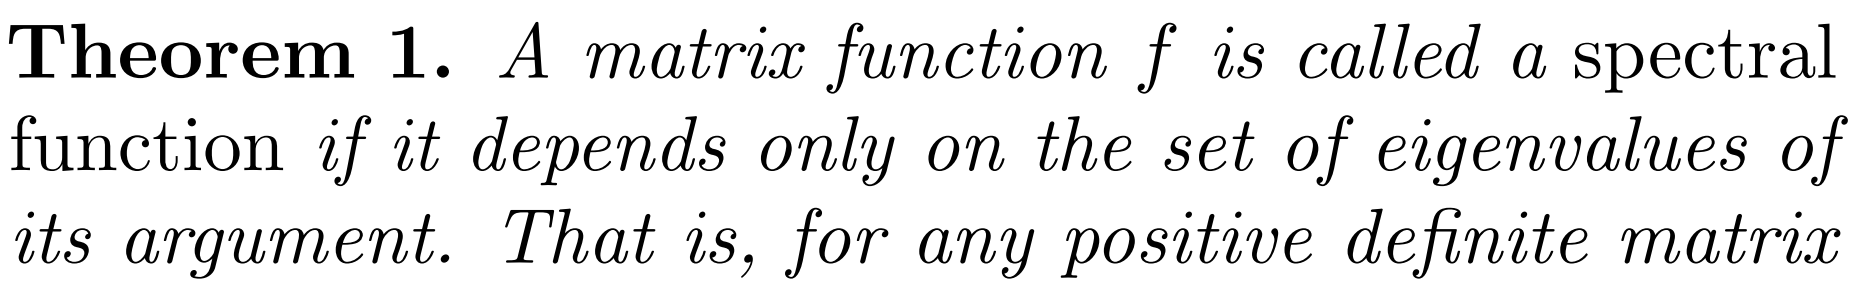 Theorem 1. A matrix function f is called a spectral
function if it depends only on the set of eigenvalues of
its argument. That is, for any positive definite matrix